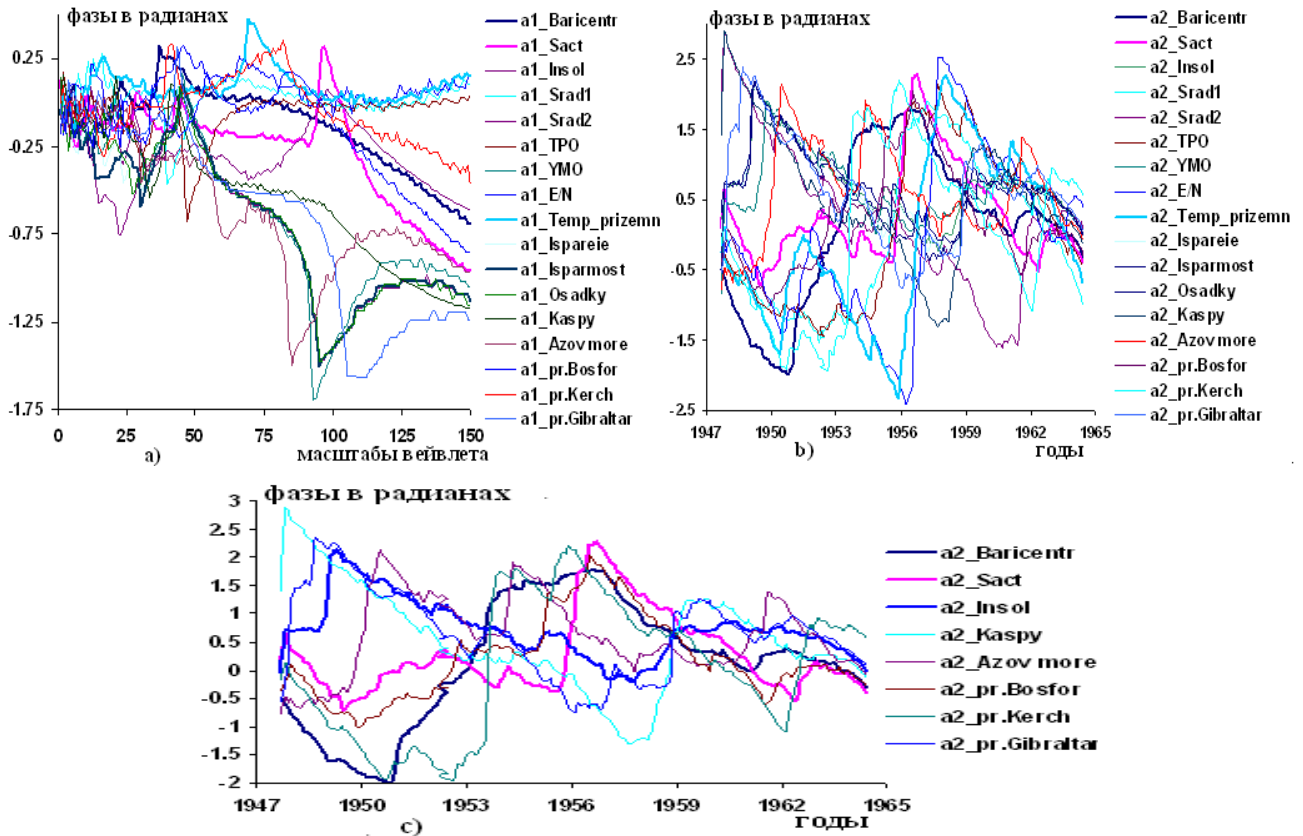 фазы в радианах
0.25
-0.25
-0.75
-1.25
-1.75
0
25
50
75
100
125
150
а)
масштабы вейвлета
a1_Baricentr
a1_Sact
a1_Insol
a1_Srad1
a1_Srad2
a1_TPO
a1_YMO
a1_E/N
a1_Temp_prizemn
a1_Ispareie
a1_Isparmost
a1_Osadky
a1_Kaspy
a1_Azov more
a1_pr.Bosfor
a1_pr.Kerch
a1_pr.Gibraltar
фазы в радианах
2.5
1.5
0.5
-0.5
-1.5
-2.5
1947
1950
1953
1956
1959
1962
1965
b)
годы
a2_Baricentr
a2_Sact
a2_Insol
a2_Srad1
a2_Srad2
a2_TPO
a2_YMO
a2_E/N
a2_Temp_prizemn
a2_Ispareie
a2_Isparmost
a2_Osadky
a2_Kaspy
a2_Azov more
a2_pr.Bosfor
a2_pr.Kerch
a2_pr.Gibraltar
фазы в радианах
3
2.5
2
1.5
1
0.5
0
-0.5
-1
-1.5
-2
1947
1950
1953
1956
1959
1962
1965
c)
годы
a2_Baricentr
a2_Sact
a2_Insol
a2_Kaspy
a2_Azov more
a2_pr.Bosfor
a2_pr.Kerch
a2_pr.Gibraltar